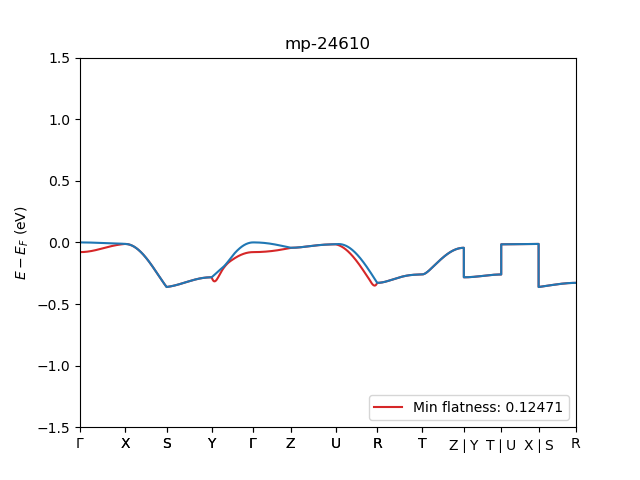 mp-24610
1.5
1.0
0.5
0.0
−0.5
−1.0
−1.5
E − E_F (eV)
Min flatness: 0.12471
Γ X S Y Γ Z U R T Z|Y T|U X|S R